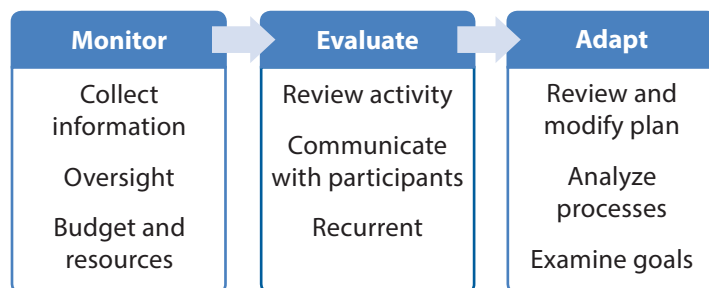 Monitor
Collect
information
Oversight
Budget and
resources
Evaluate
Review activity
Communicate
with participants
Recurrent
Adapt
Review and
modify plan
Analyze
processes
Examine goals